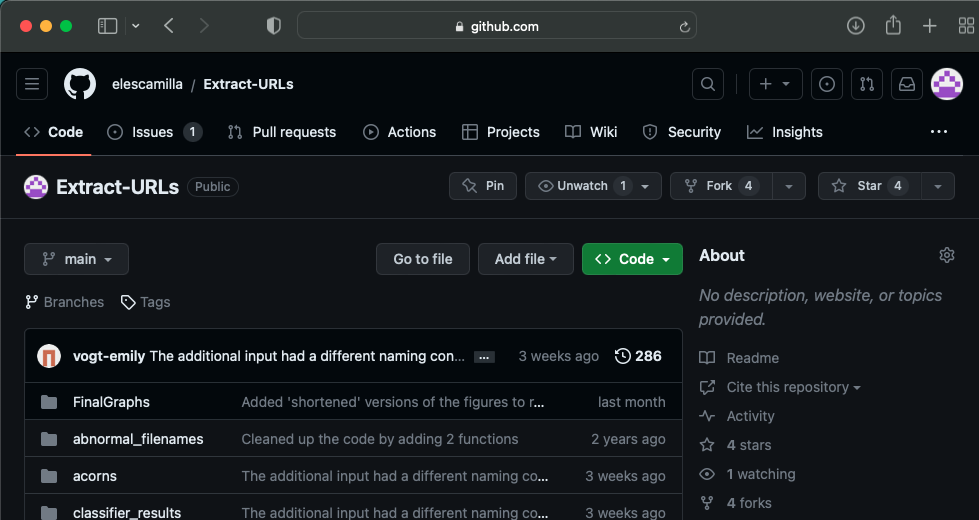 github.com
elescamilla / Extract-URLs
Code Issues 1 Pull requests Actions Projects Wiki Security Insights ...
Extract-URLs Public Pin Unwatch 1 Fork 4 Star 4
main Go to file Add file Code
About
No description, website, or topics
provided.
Branches Tags
vogt-emily The additional input had a different naming con... ... 3 weeks ago 286
FinalGraphs Added 'shortened' versions of the figures to r... last month
abnormal_filenames Cleaned up the code by adding 2 functions 2 years ago
acorns The additional input had a different naming co... 3 weeks ago
classifier_results The additional input had a different naming co... 3 weeks ago
Readme
Cite this repository
Activity
4 stars
1 watching
4 forks